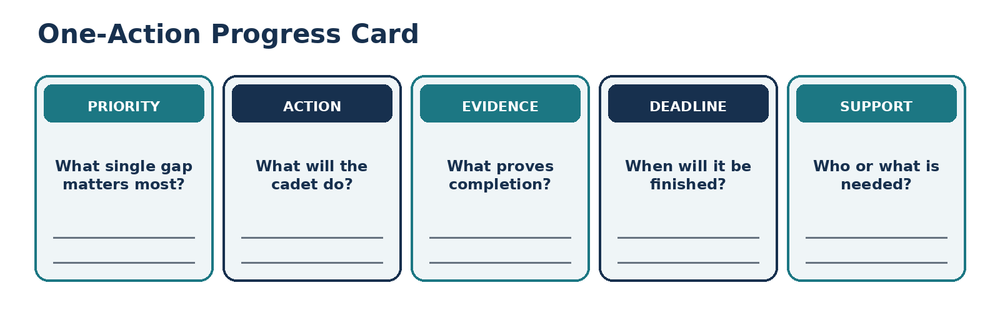 One-Action Progress Card
PRIORITY
What single gap
matters most?
ACTION
What will the
cadet do?
EVIDENCE
What proves
completion?
DEADLINE
When will it be
finished?
SUPPORT
Who or what is
needed?